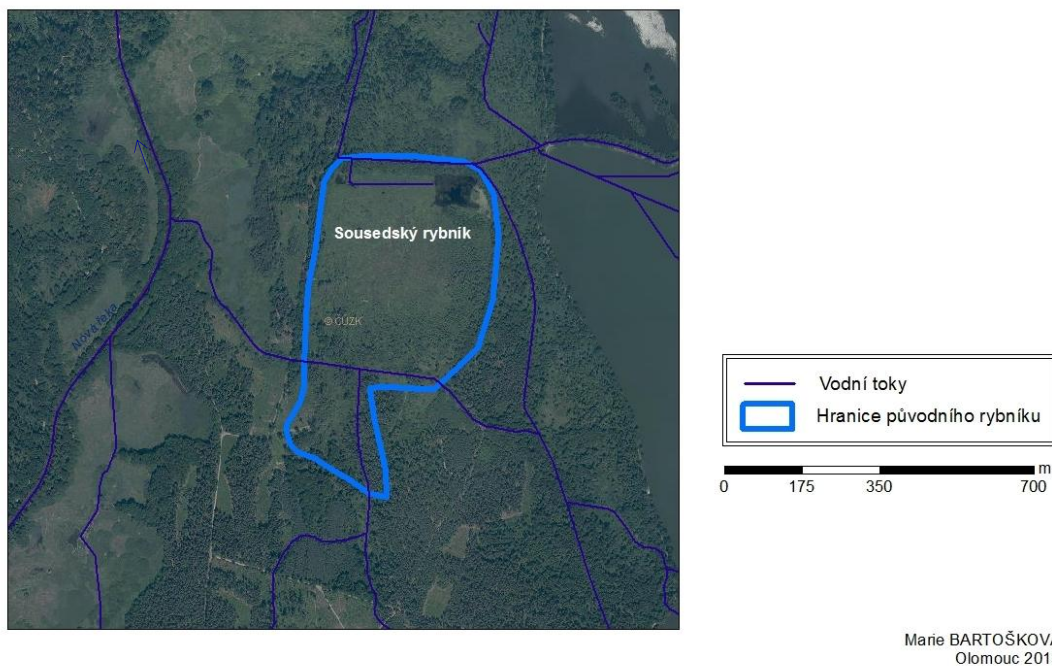 Sousedský rybník
© ČÚZK
Nová řeka
Vodní toky
Hranice původního rybníku
m
0 175 350 700
Marie BARTOŠKOVÁ
Olomouc 201